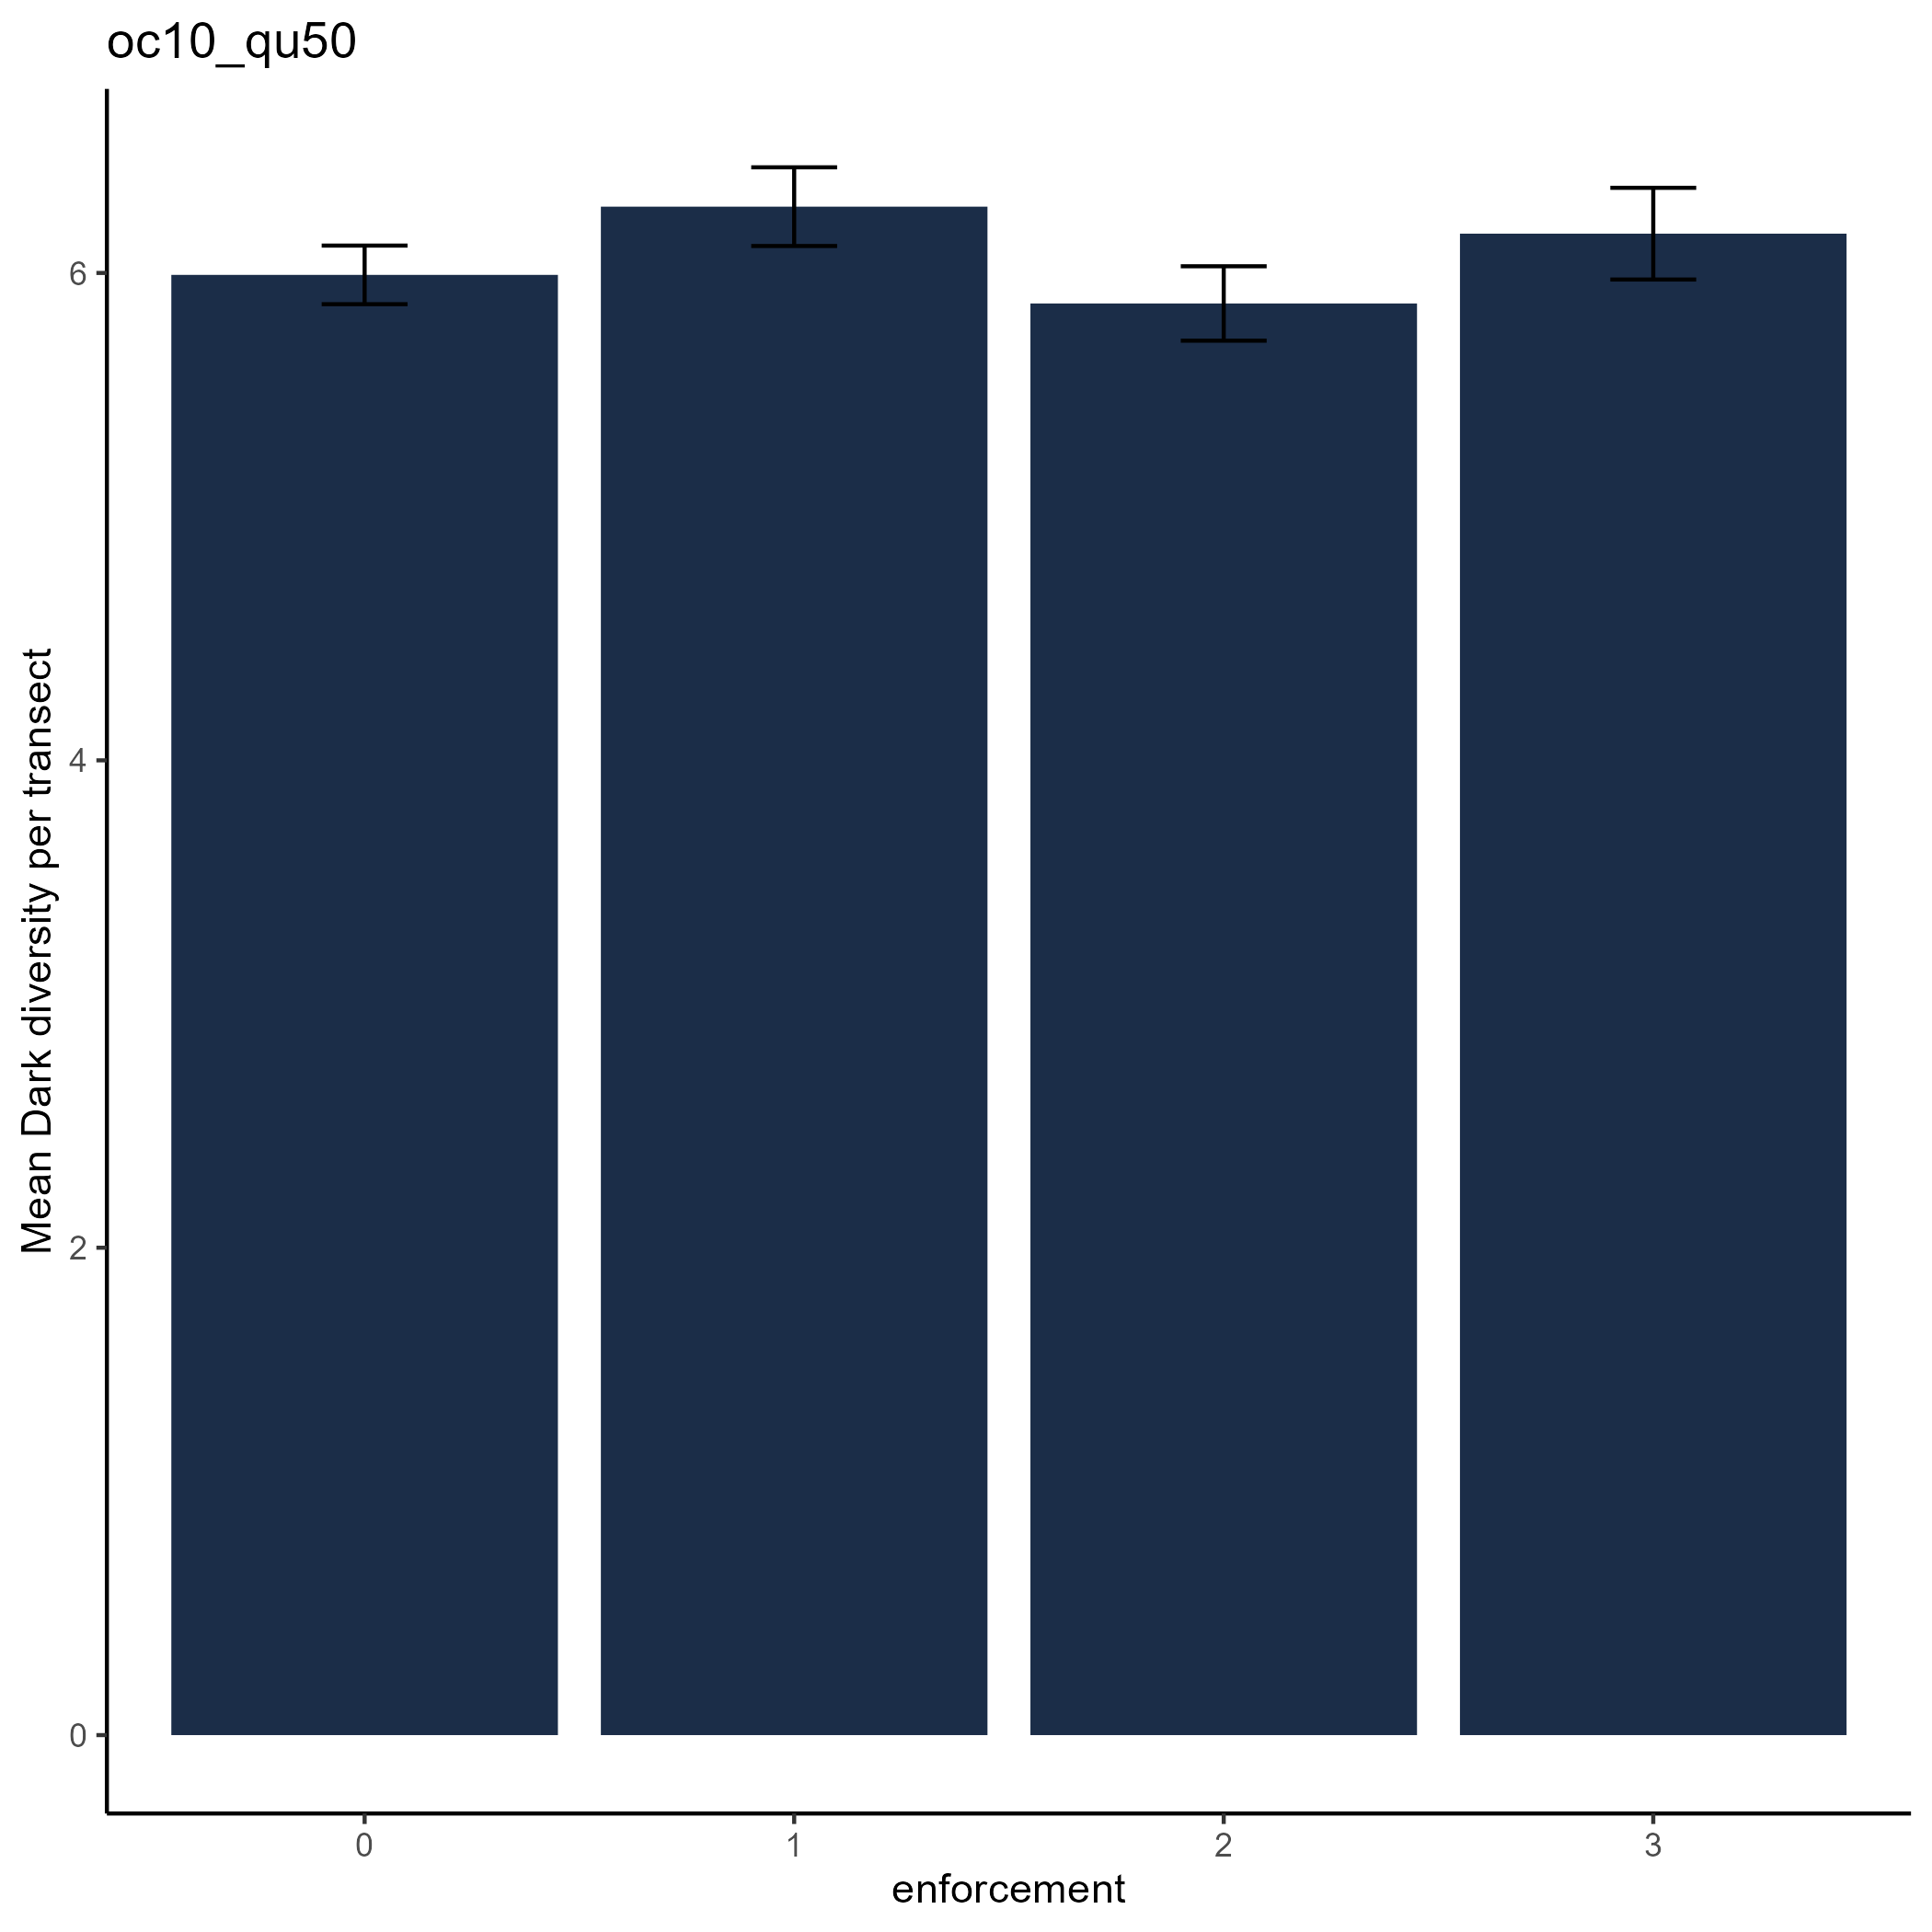 oc10_qu50
Mean Dark diversity per transect
6
4
2
0
0 1 2 3
enforcement